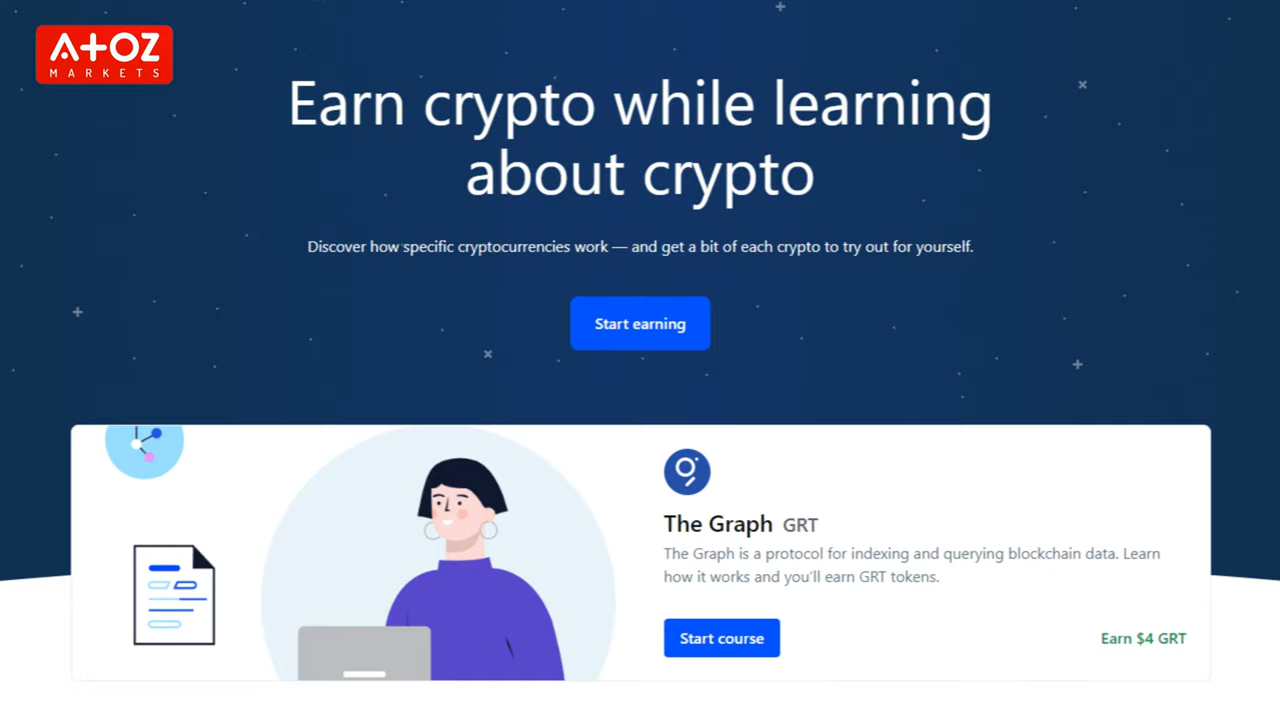 A+OZ
MARKETS
Earn crypto while learning
about crypto
Discover how specific cryptocurrencies work — and get a bit of each crypto to try out for yourself.
Start earning
The Graph GRT
The Graph is a protocol for indexing and querying blockchain data. Learn
how it works and you'll earn GRT tokens.
Start course
Earn $4 GRT